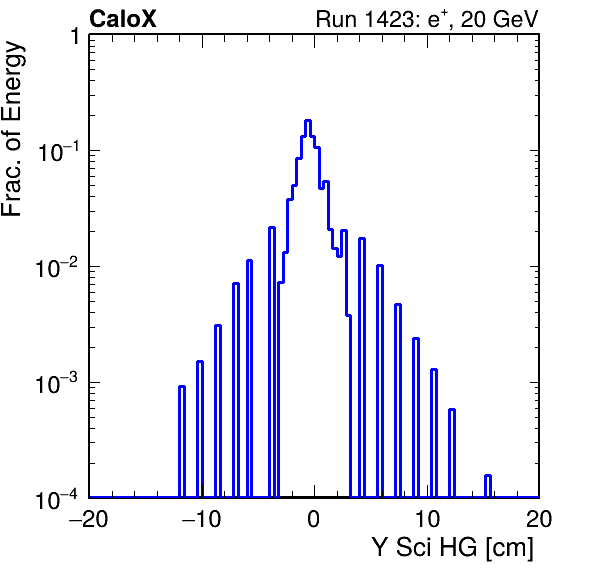 CaloX Run 1423: e⁺, 20 GeV
Frac. of Energy
1
10⁻¹
10⁻²
10⁻³
10⁻⁴
−20 −10 0 10 20
Y Sci HG [cm]